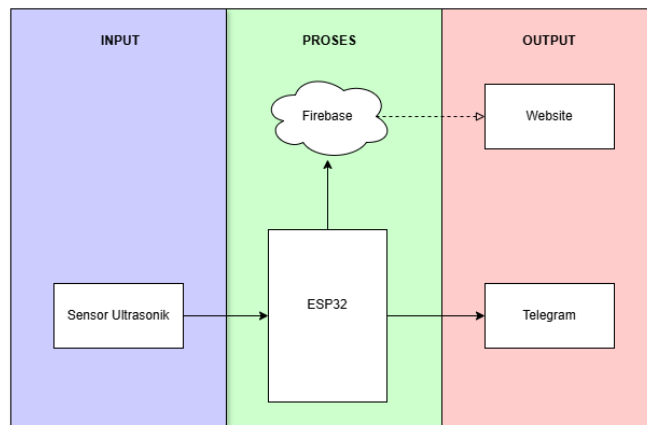 INPUT
PROSES
OUTPUT
Firebase
Website
Sensor Ultrasonik
ESP32
Telegram